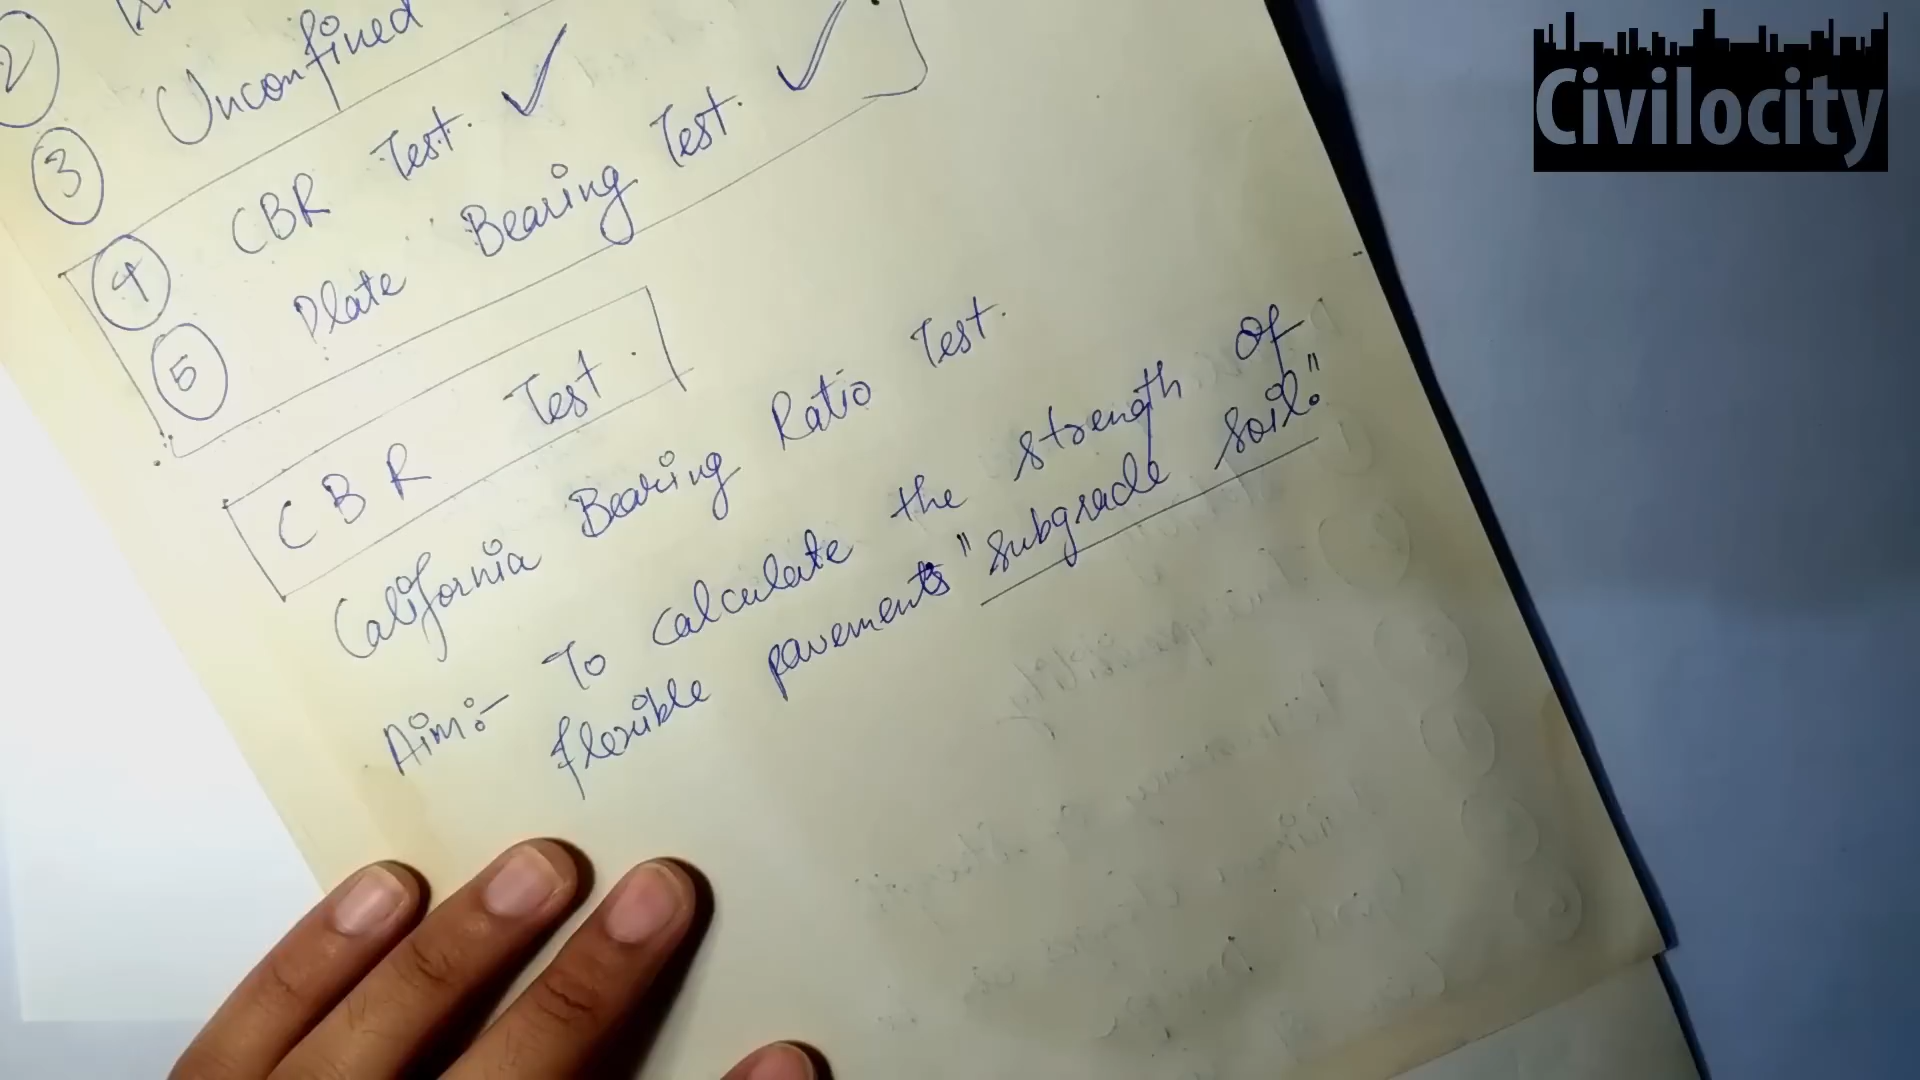 Civilocity
2
3 Unconfined
4 CBR Test. ✓
5 Plate Bearing Test. ✓
CBR Test.
California Bearing Ratio Test.
Aim:- To calculate the strength of
flexible pavements "subgrade soil."